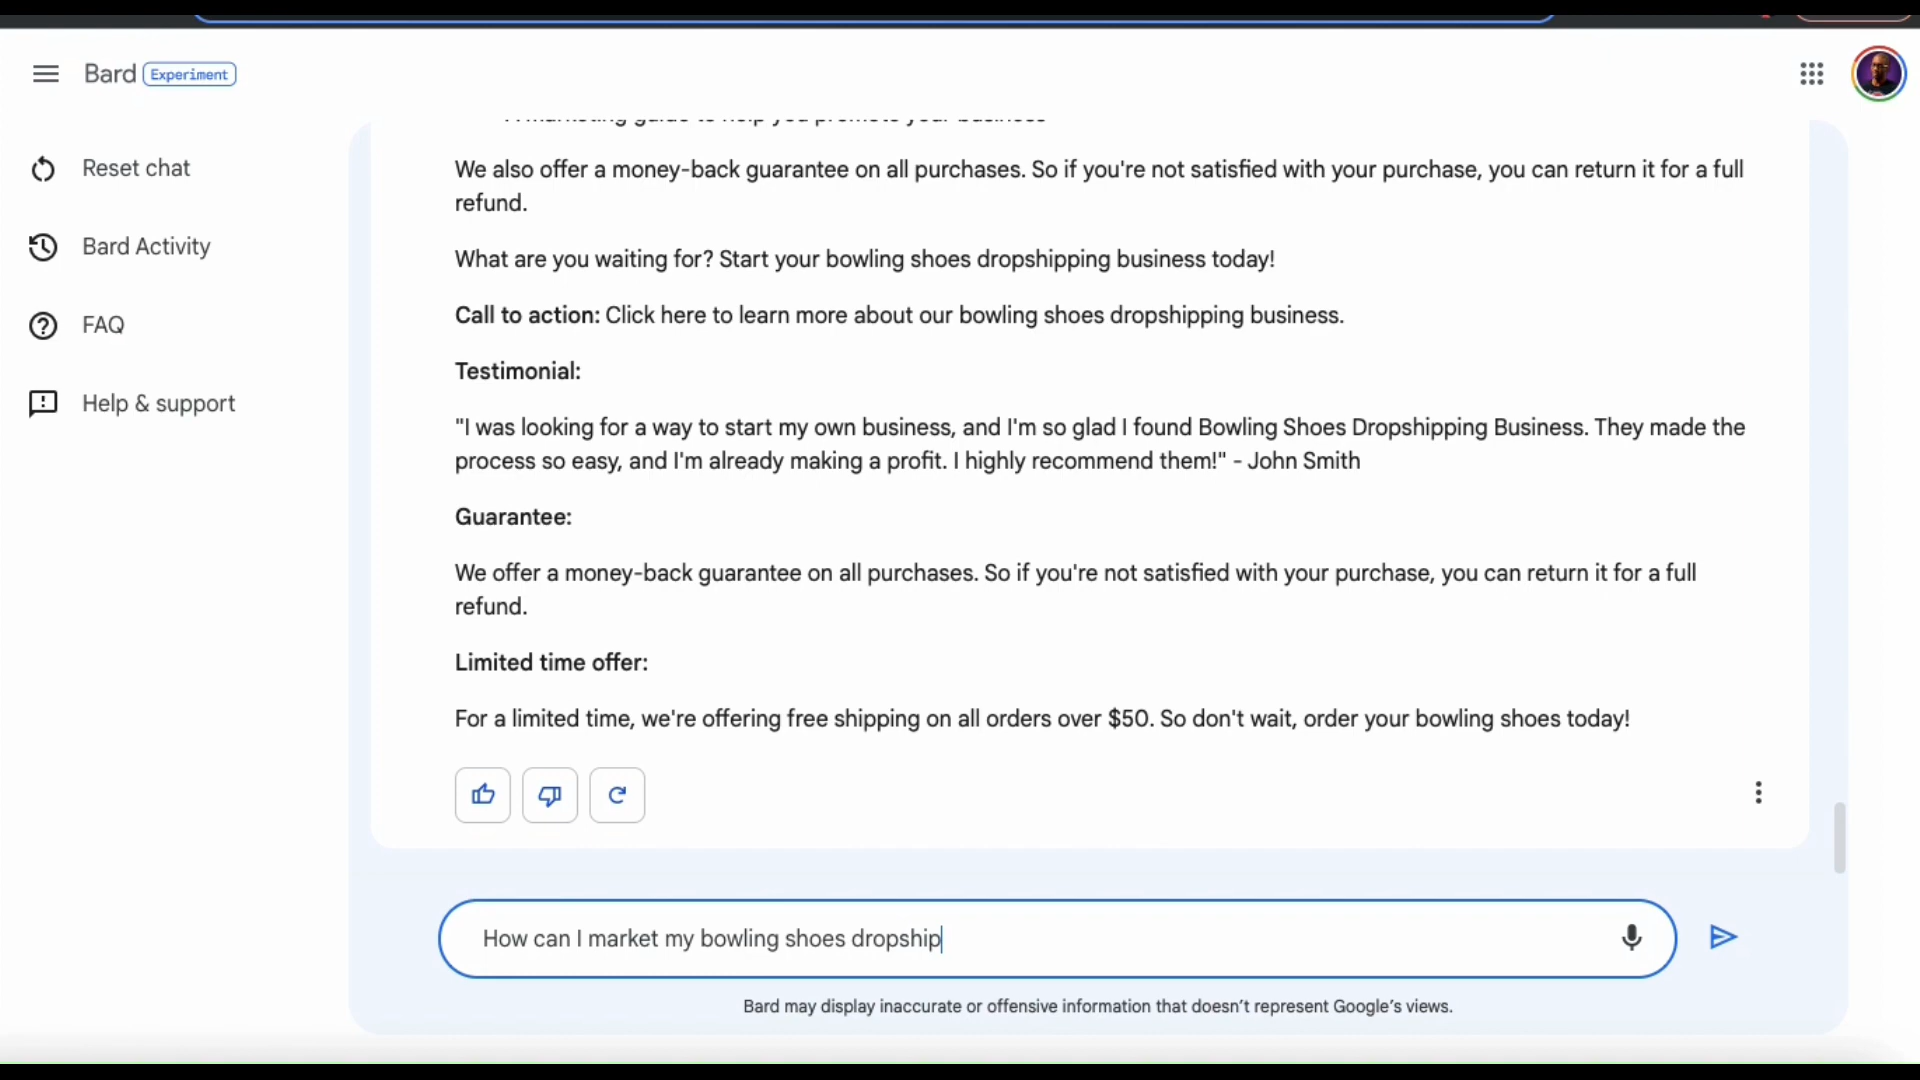 Bard Experiment
Reset chat
Bard Activity
FAQ
Help & support
A marketing guide to help you promote your business
We also offer a money-back guarantee on all purchases. So if you're not satisfied with your purchase, you can return it for a full
refund.
What are you waiting for? Start your bowling shoes dropshipping business today!
Call to action: Click here to learn more about our bowling shoes dropshipping business.
Testimonial:
"I was looking for a way to start my own business, and I'm so glad I found Bowling Shoes Dropshipping Business. They made the
process so easy, and I'm already making a profit. I highly recommend them!" - John Smith
Guarantee:
We offer a money-back guarantee on all purchases. So if you're not satisfied with your purchase, you can return it for a full
refund.
Limited time offer:
For a limited time, we're offering free shipping on all orders over $50. So don't wait, order your bowling shoes today!
How can I market my bowling shoes dropship
Bard may display inaccurate or offensive information that doesn't represent Google's views.